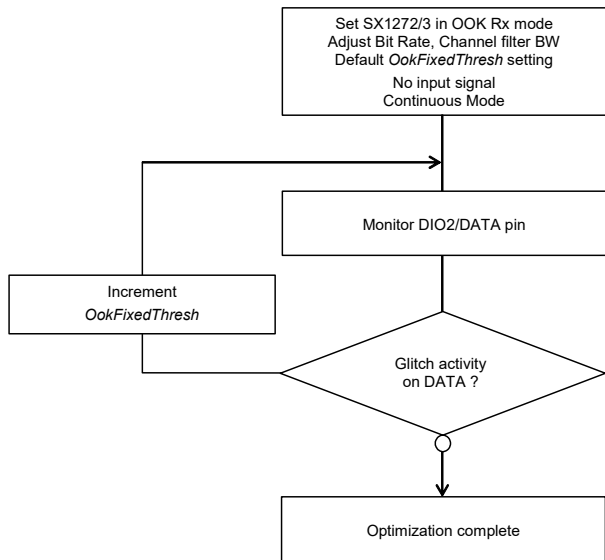 Set SX1272/3 in OOK Rx mode
Adjust Bit Rate, Channel filter BW
Default OokFixedThresh setting
No input signal
Continuous Mode
Monitor DIO2/DATA pin
Increment
OokFixedThresh
Glitch activity
on DATA ?
Optimization complete